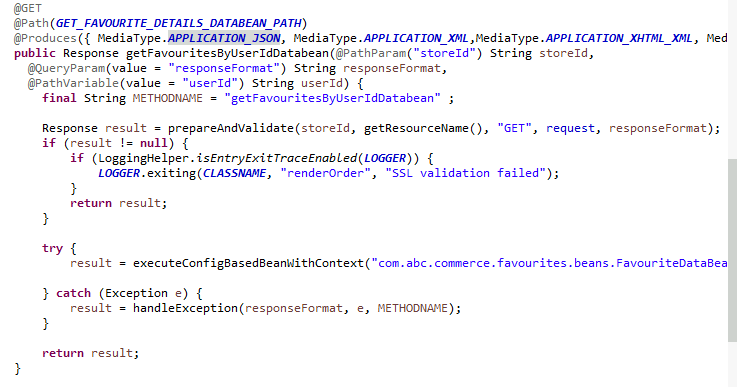 @GET
@Path(GET_FAVOURITE_DETAILS_DATABEAN_PATH)
@Produces({ MediaType.APPLICATION_JSON, MediaType.APPLICATION_XML,MediaType.APPLICATION_XHTML_XML, Med
public Response getFavouritesByUserIdDatabean(@PathParam("storeId") String storeId,
@QueryParam(value = "responseFormat") String responseFormat,
@PathVariable(value = "userId") String userId) {
final String METHODNAME = "getFavouritesByUserIdDatabean" ;
Response result = prepareAndValidate(storeId, getResourceName(), "GET", request, responseFormat);
if (result != null) {
if (LoggingHelper.isEntryExitTraceEnabled(LOGGER)) {
LOGGER.exiting(CLASSNAME, "renderOrder", "SSL validation failed");
}
return result;
}
try {
result = executeConfigBasedBeanWithContext("com.abc.commerce.favourites.beans.FavouriteDataBea
} catch (Exception e) {
result = handleException(responseFormat, e, METHODNAME);
}
return result;
}